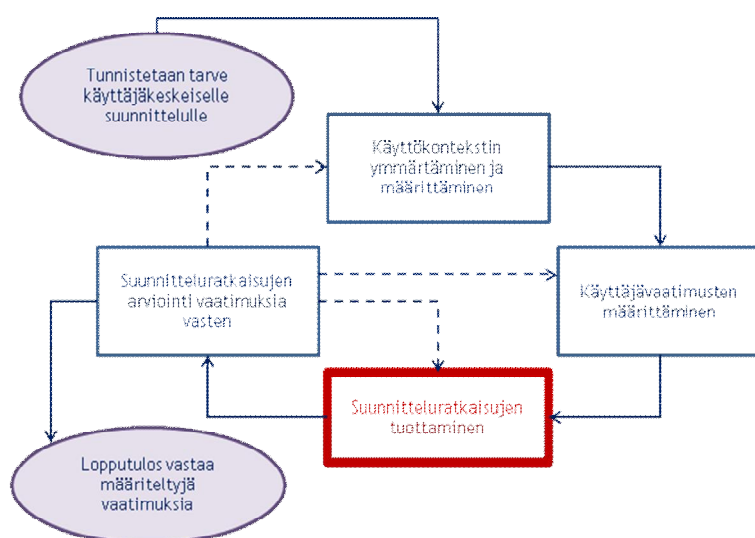 Tunnistetaan tarve
käyttäjäkeskeiselle
suunnittelulle
Käyttökontekstin
ymmärtäminen ja
määrittäminen
Suunnitteluratkaisujen
arviointi vaatimuksia
vasten
Käyttäjävaatimusten
määrittäminen
Suunnitteluratkaisujen
tuottaminen
Lopputulos vastaa
määriteltyjä
vaatimuksia